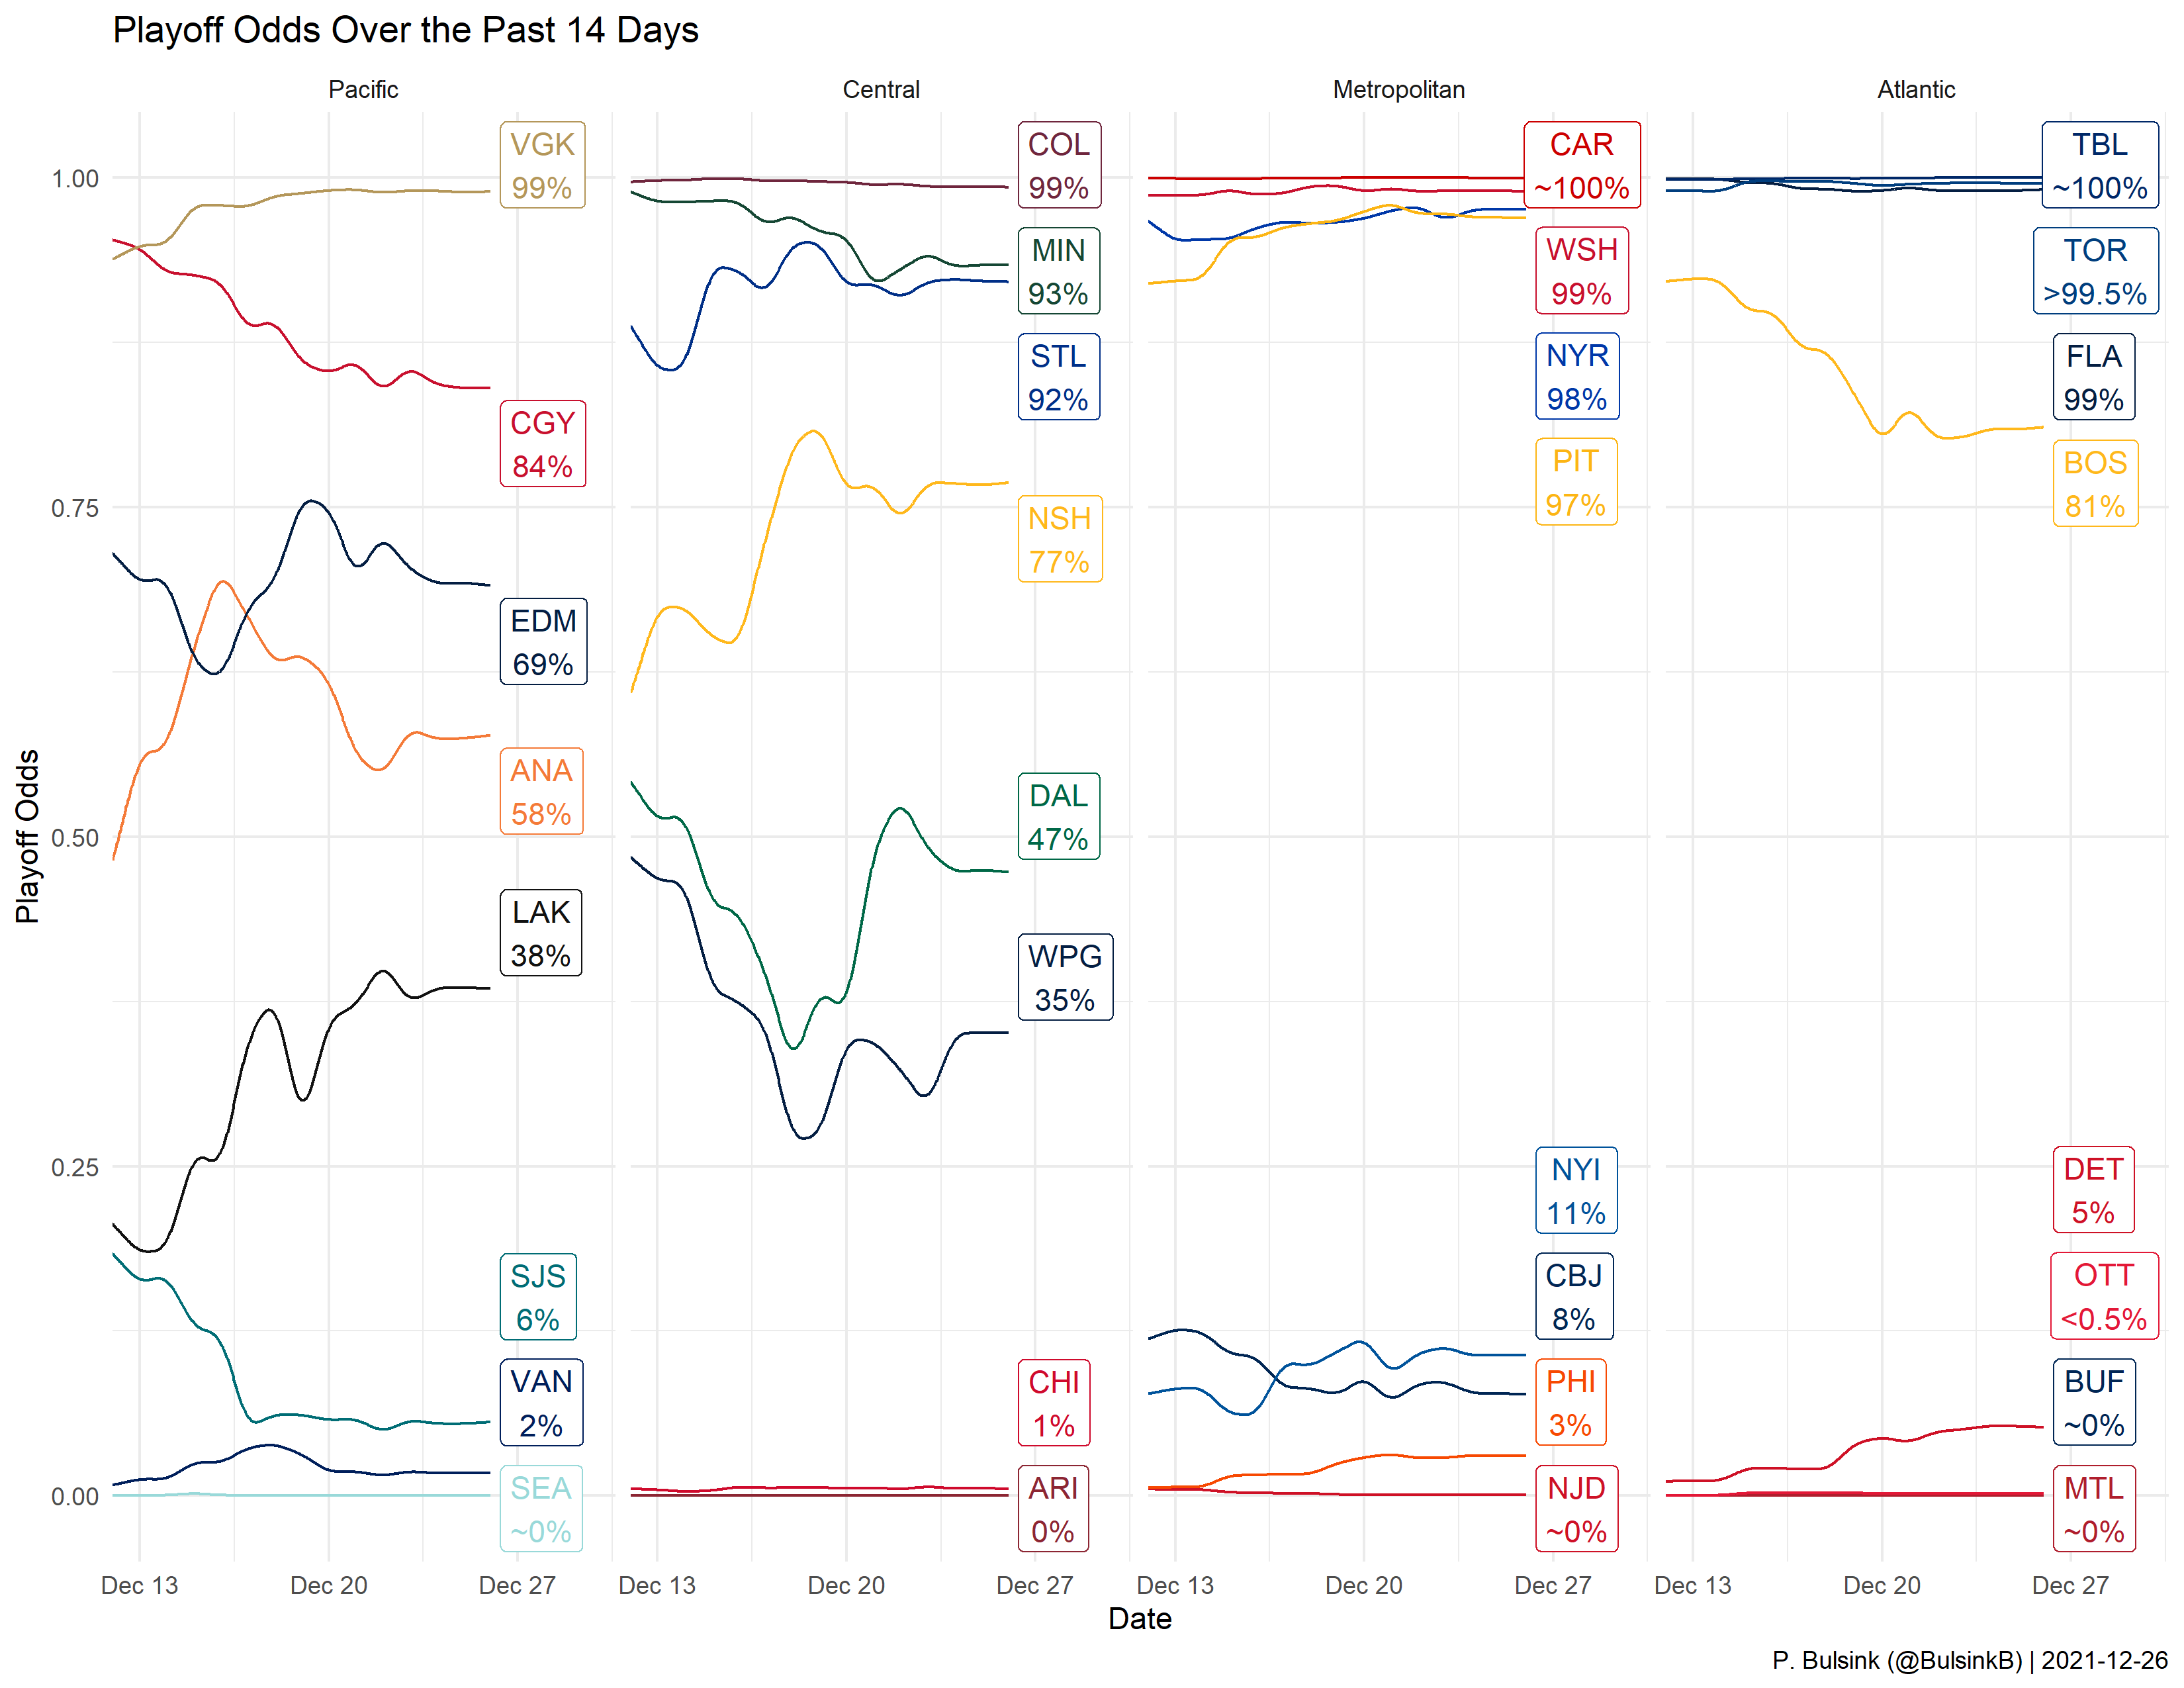 Playoff Odds Over the Past 14 Days
Pacific
Central
Metropolitan
Atlantic
Playoff Odds
1.00
0.75
0.50
0.25
0.00
VGK
99%
CGY
84%
EDM
69%
ANA
58%
LAK
38%
SJS
6%
VAN
2%
SEA
~0%
COL
99%
MIN
93%
STL
92%
NSH
77%
DAL
47%
WPG
35%
CHI
1%
ARI
0%
CAR
~100%
WSH
99%
NYR
98%
PIT
97%
NYI
11%
CBJ
8%
PHI
3%
NJD
~0%
TBL
~100%
TOR
>99.5%
FLA
99%
BOS
81%
DET
5%
OTT
<0.5%
BUF
~0%
MTL
~0%
Dec 13 Dec 20 Dec 27 Dec 13 Dec 20 Dec 27 Dec 13 Dec 20 Dec 27 Dec 13 Dec 20 Dec 27
Date
P. Bulsink (@BulsinkB) | 2021-12-26